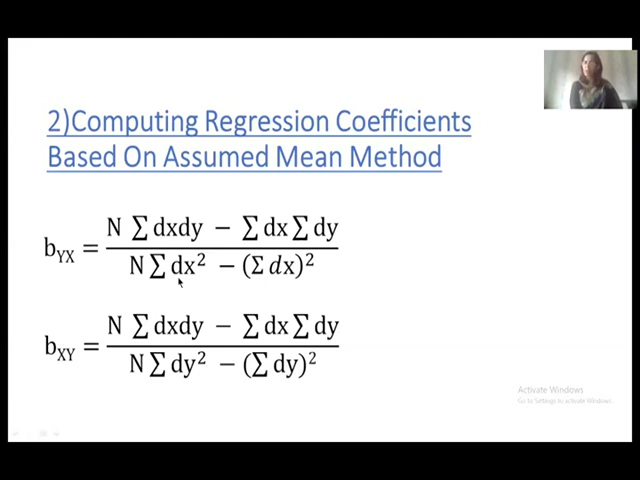 2)Computing Regression Coefficients
Based On Assumed Mean Method
b_YX = (N ∑ dxdy − ∑ dx ∑ dy) / (N ∑ dx² − (Σ dx)²)
b_XY = (N ∑ dxdy − ∑ dx ∑ dy) / (N ∑ dy² − (∑ dy)²)
Activate Windows
Go to Settings to activate Windows.